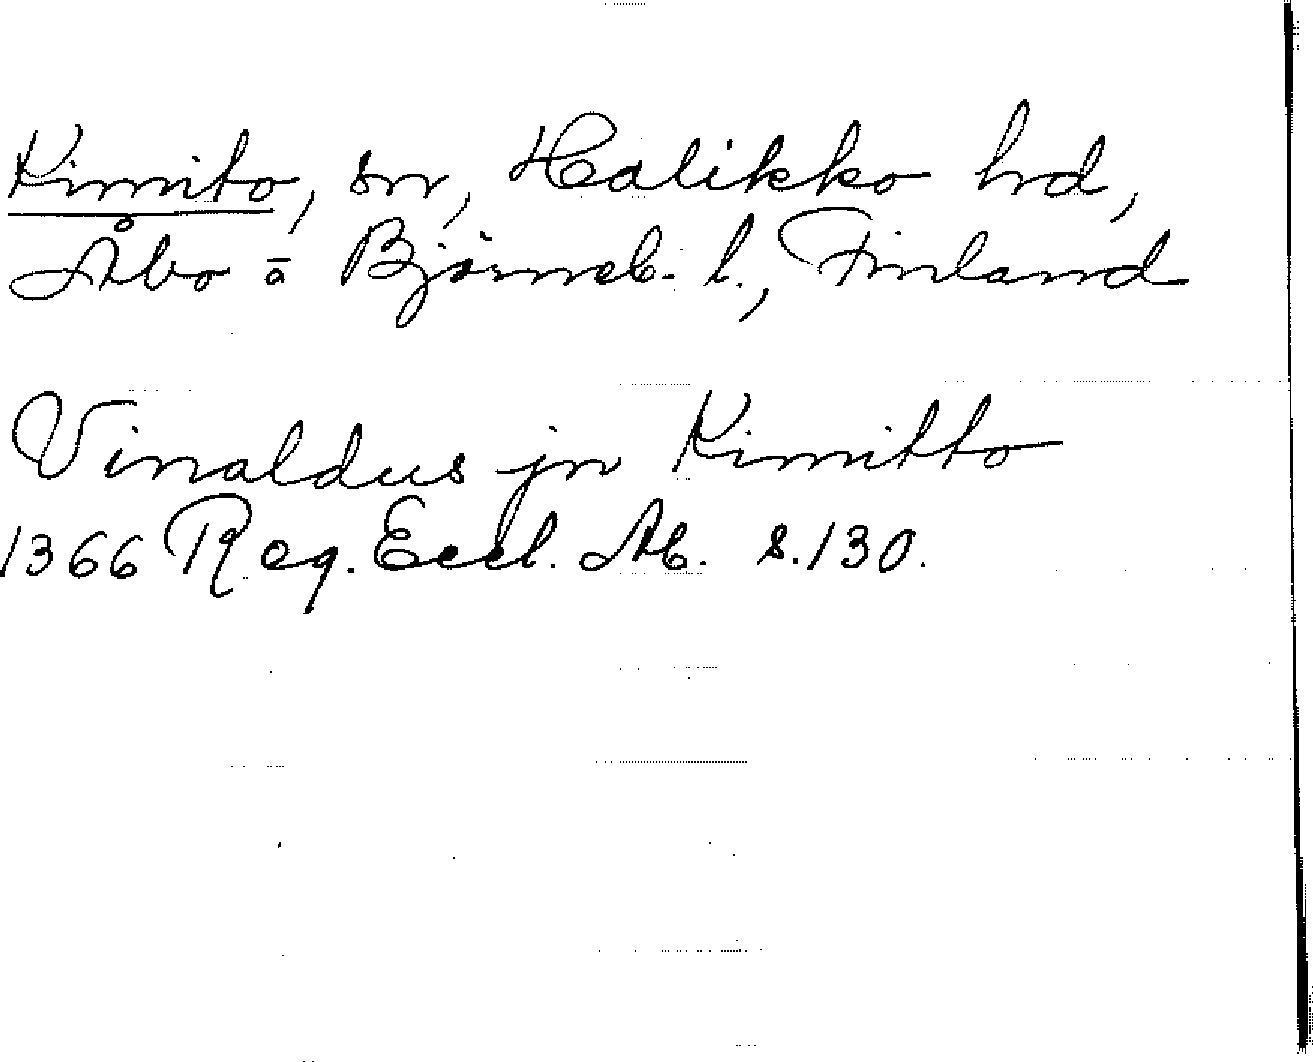 Kimito, sn, Halikko hd,
Åbo o Björneb. l., Finland
Vinaldus jn Kimitto
1366 Reg. Eccl. Ab. s. 130.